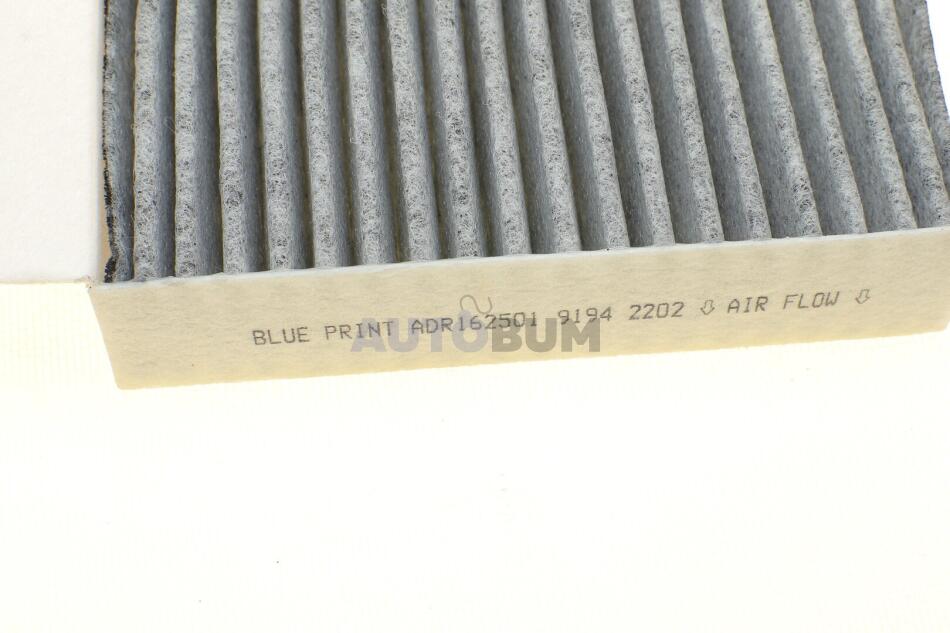 BLUE PRINT ADR162501 9194 2202 ⇩ AIR FLOW ⇩
AUTOBUM